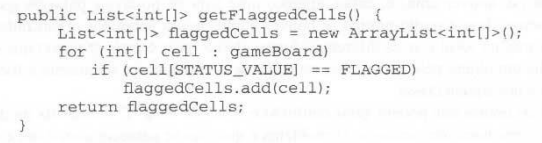 public List<int[]> getFlaggedCells() {
    List<int[]> flaggedCells = new ArrayList<int[]>();
    for (int[] cell : gameBoard)
        if (cell[STATUS_VALUE] == FLAGGED)
            flaggedCells.add(cell);
    return flaggedCells;
}